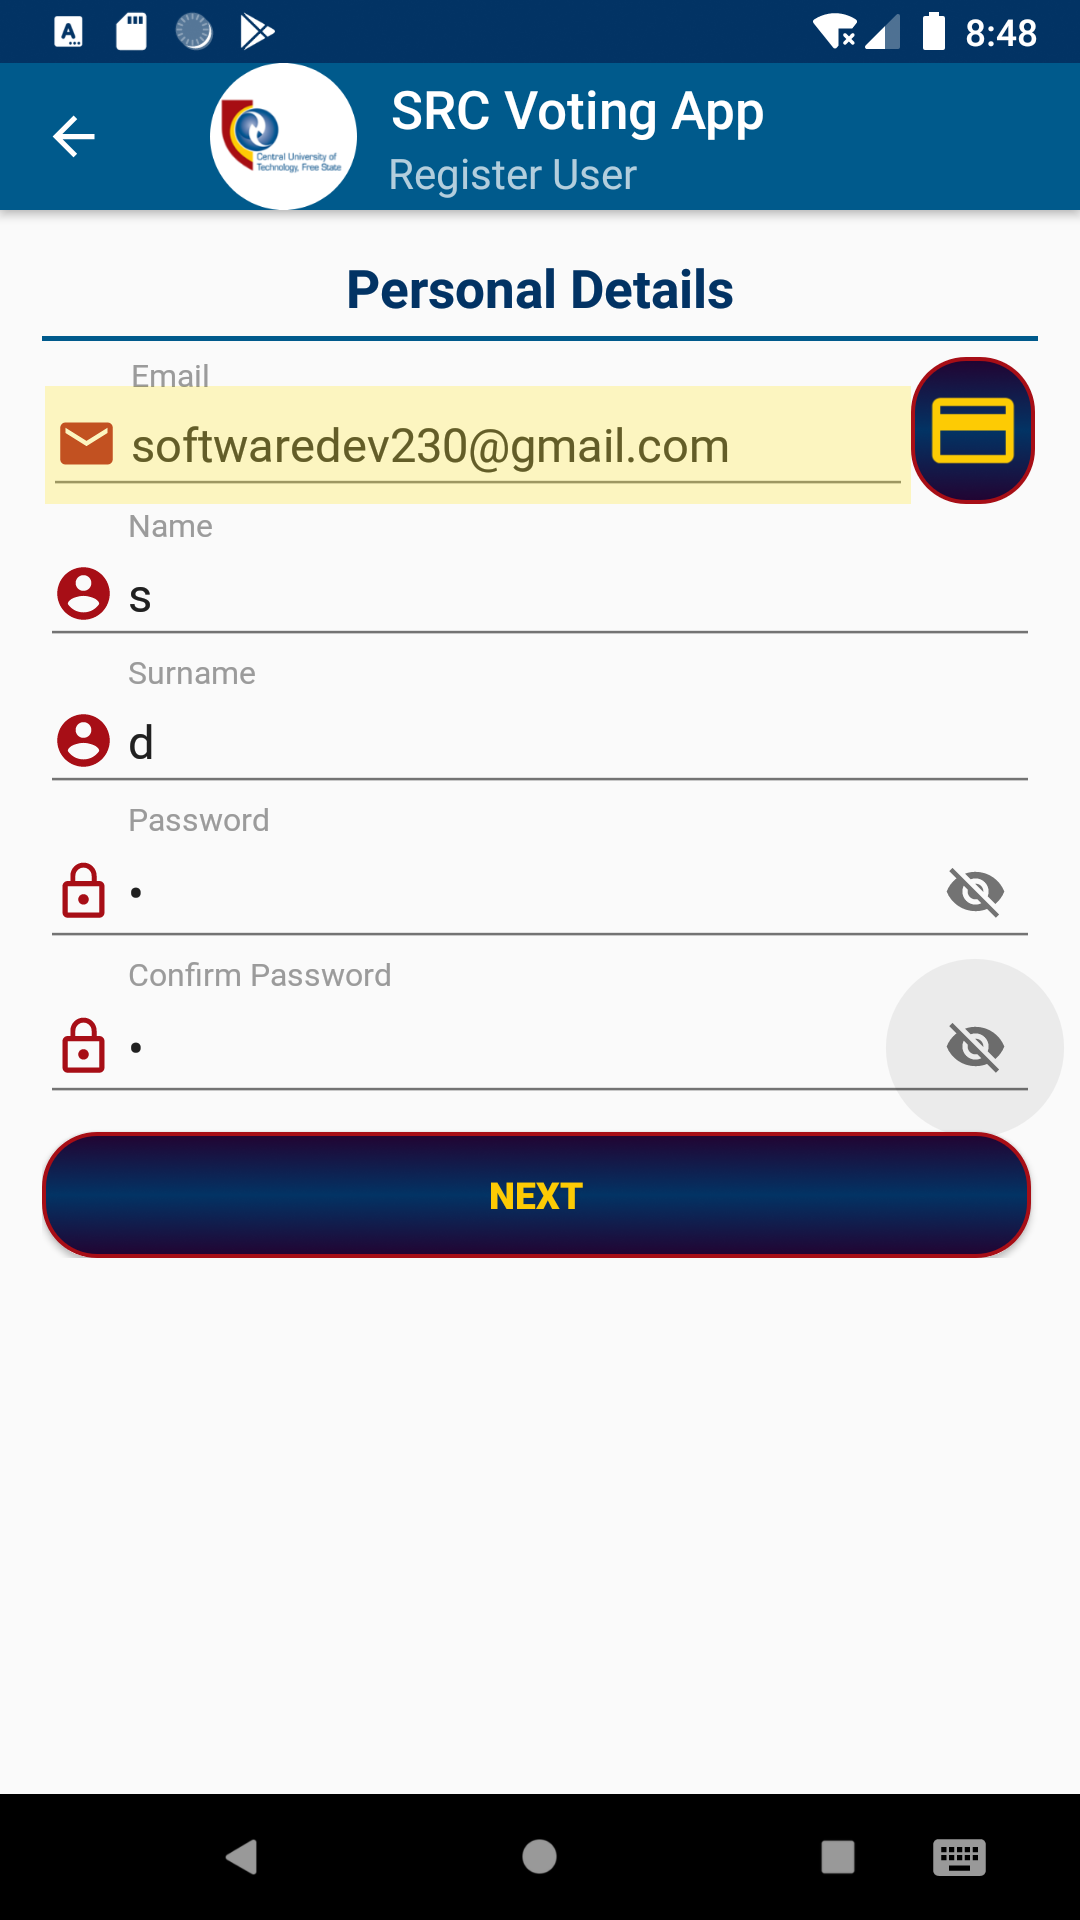 8:48
SRC Voting App
Central University of
Technology, Free State
Register User
Personal Details
Email
softwaredev230@gmail.com
Name
s
Surname
d
Password
•
Confirm Password
•
NEXT